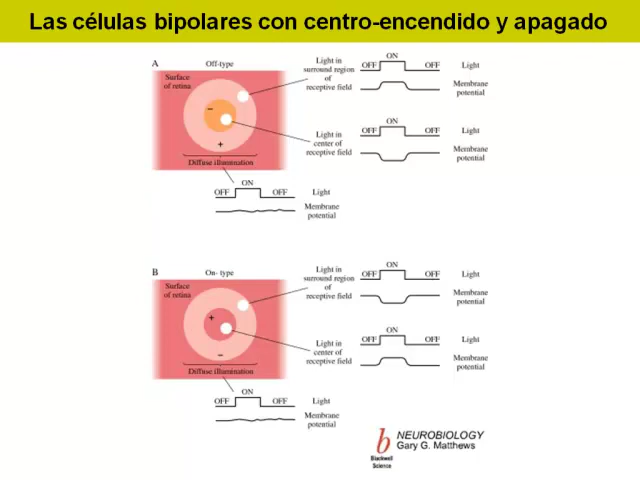 Las células bipolares con centro-encendido y apagado
A
Off-type
Surface
of retina
–
+
Diffuse illumination
Light in
surround region
of
receptive field
ON
OFF
OFF
Light
Membrane
potential
Light in
center of
receptive field
ON
OFF
OFF
Light
Membrane
potential
ON
OFF
OFF
Light
Membrane
potential
B
On- type
Surface
of retina
+
–
Diffuse illumination
Light in
surround region
of
receptive field
ON
OFF
OFF
Light
Membrane
potential
Light in
center of
receptive field
ON
OFF
OFF
Light
Membrane
potential
ON
OFF
OFF
Light
Membrane
potential
b
Blackwell
Science
NEUROBIOLOGY
Gary G. Matthews